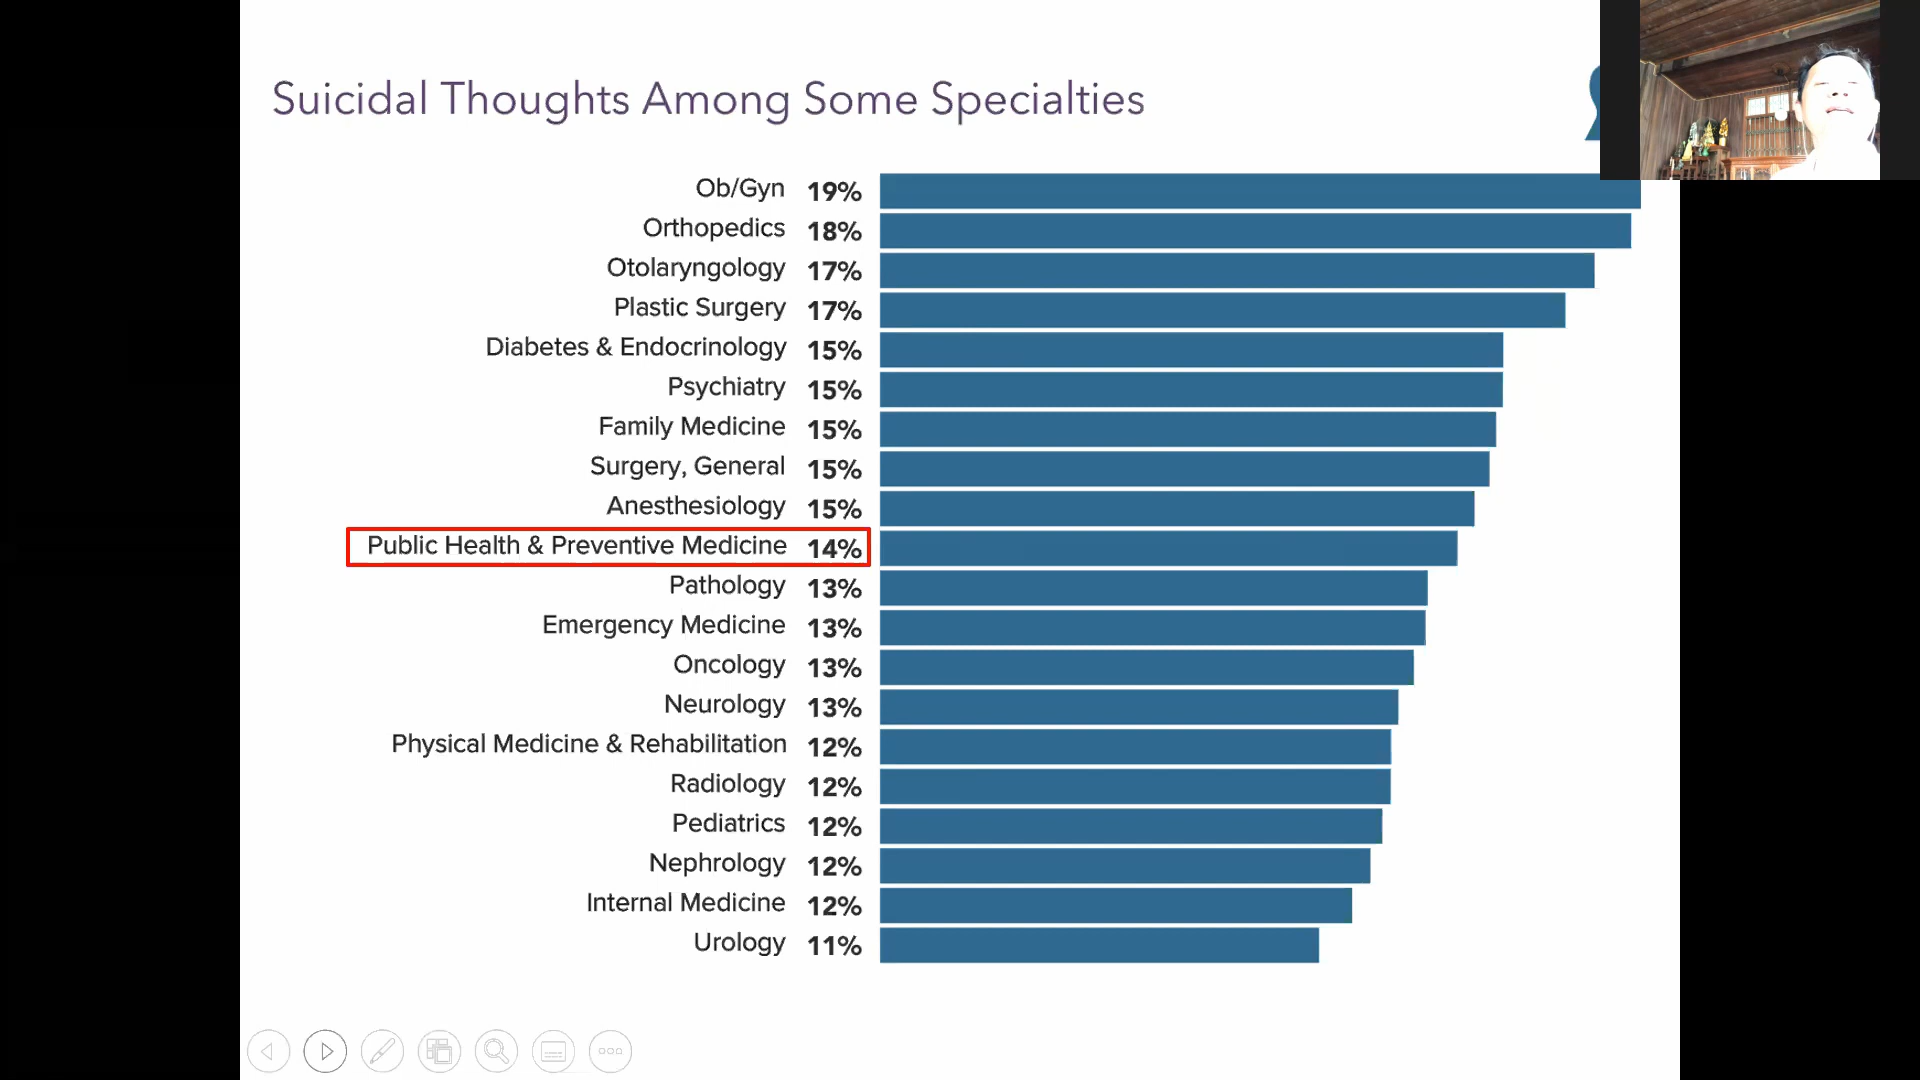 Suicidal Thoughts Among Some Specialties
Ob/Gyn 19%
Orthopedics 18%
Otolaryngology 17%
Plastic Surgery 17%
Diabetes & Endocrinology 15%
Psychiatry 15%
Family Medicine 15%
Surgery, General 15%
Anesthesiology 15%
Public Health & Preventive Medicine 14%
Pathology 13%
Emergency Medicine 13%
Oncology 13%
Neurology 13%
Physical Medicine & Rehabilitation 12%
Radiology 12%
Pediatrics 12%
Nephrology 12%
Internal Medicine 12%
Urology 11%